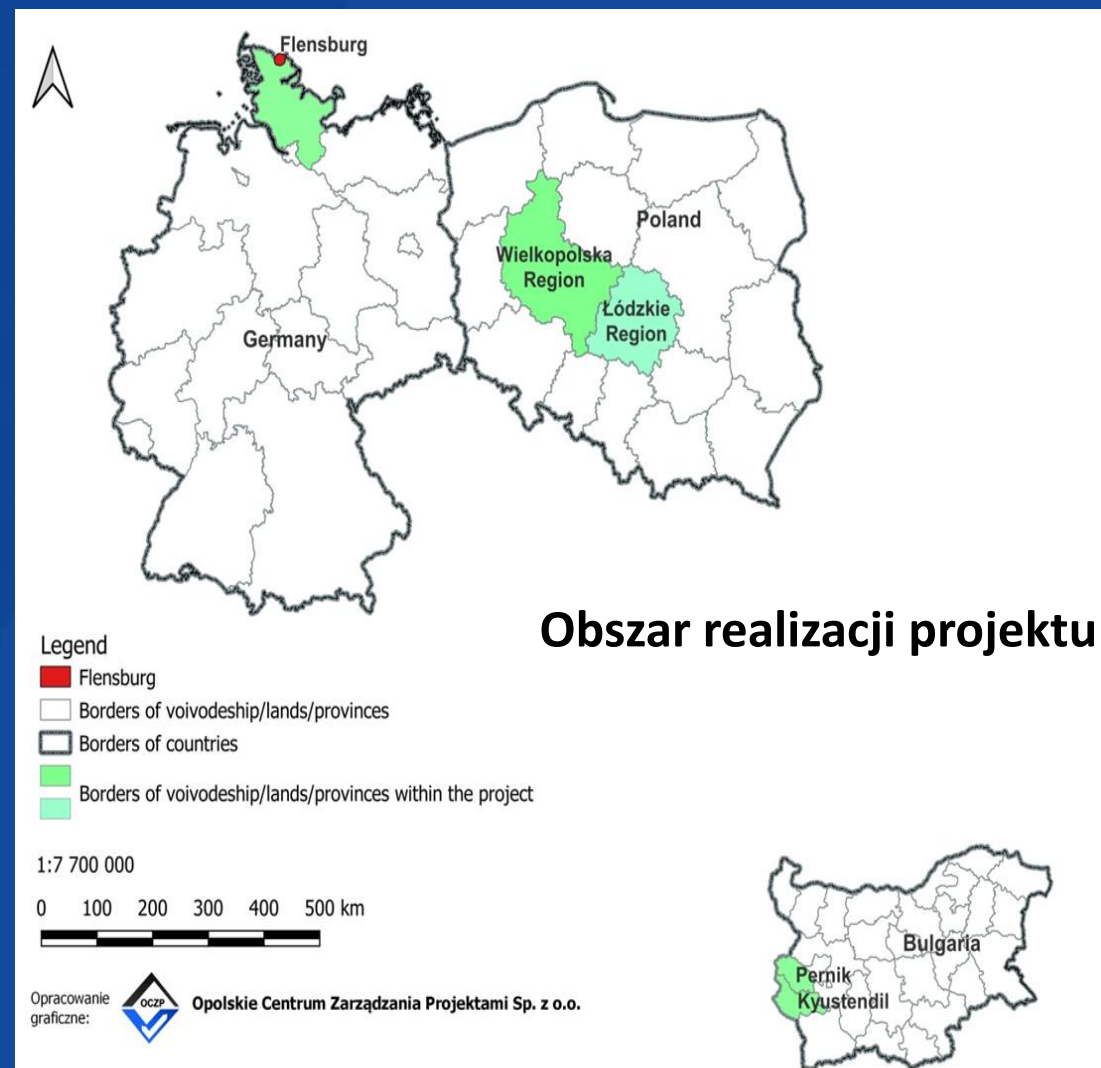 Flensburg
Poland
Wielkopolska
Region
Łódzkie
Region
Germany
Obszar realizacji projektu
Legend
Flensburg
Borders of voivodeship/lands/provinces
Borders of countries
Borders of voivodeship/lands/provinces within the project
1:7 700 000
0 100 200 300 400 500 km
Bulgaria
Pernik
Kyustendil
Opracowanie
graficzne:
OCZP
Opolskie Centrum Zarządzania Projektami Sp. z o.o.